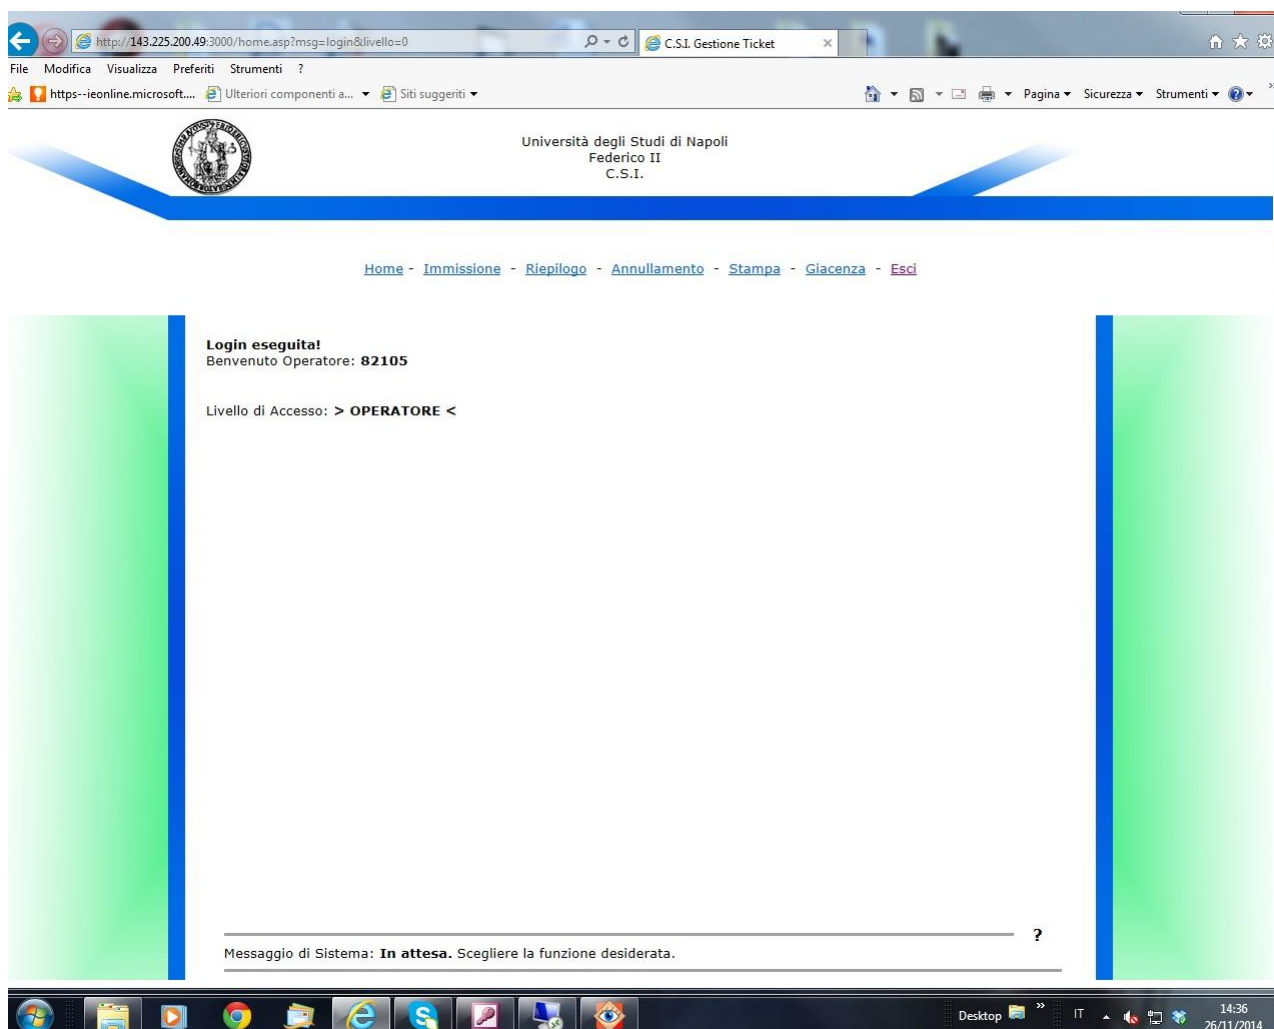 http://143.225.200.49:3000/home.asp?msg=login&livello=0
C.S.I. Gestione Ticket
File Modifica Visualizza Preferiti Strumenti ?
https--ieonline.microsoft.... Ulteriori componenti a... Siti suggeriti
Pagina Sicurezza Strumenti
Università degli Studi di Napoli
Federico II
C.S.I.
Home - Immissione - Riepilogo - Annullamento - Stampa - Giacenza - Esci
Login eseguita!
Benvenuto Operatore: 82105
Livello di Accesso: > OPERATORE <
?
Messaggio di Sistema: In attesa. Scegliere la funzione desiderata.
Desktop » IT 14:36
26/11/2014